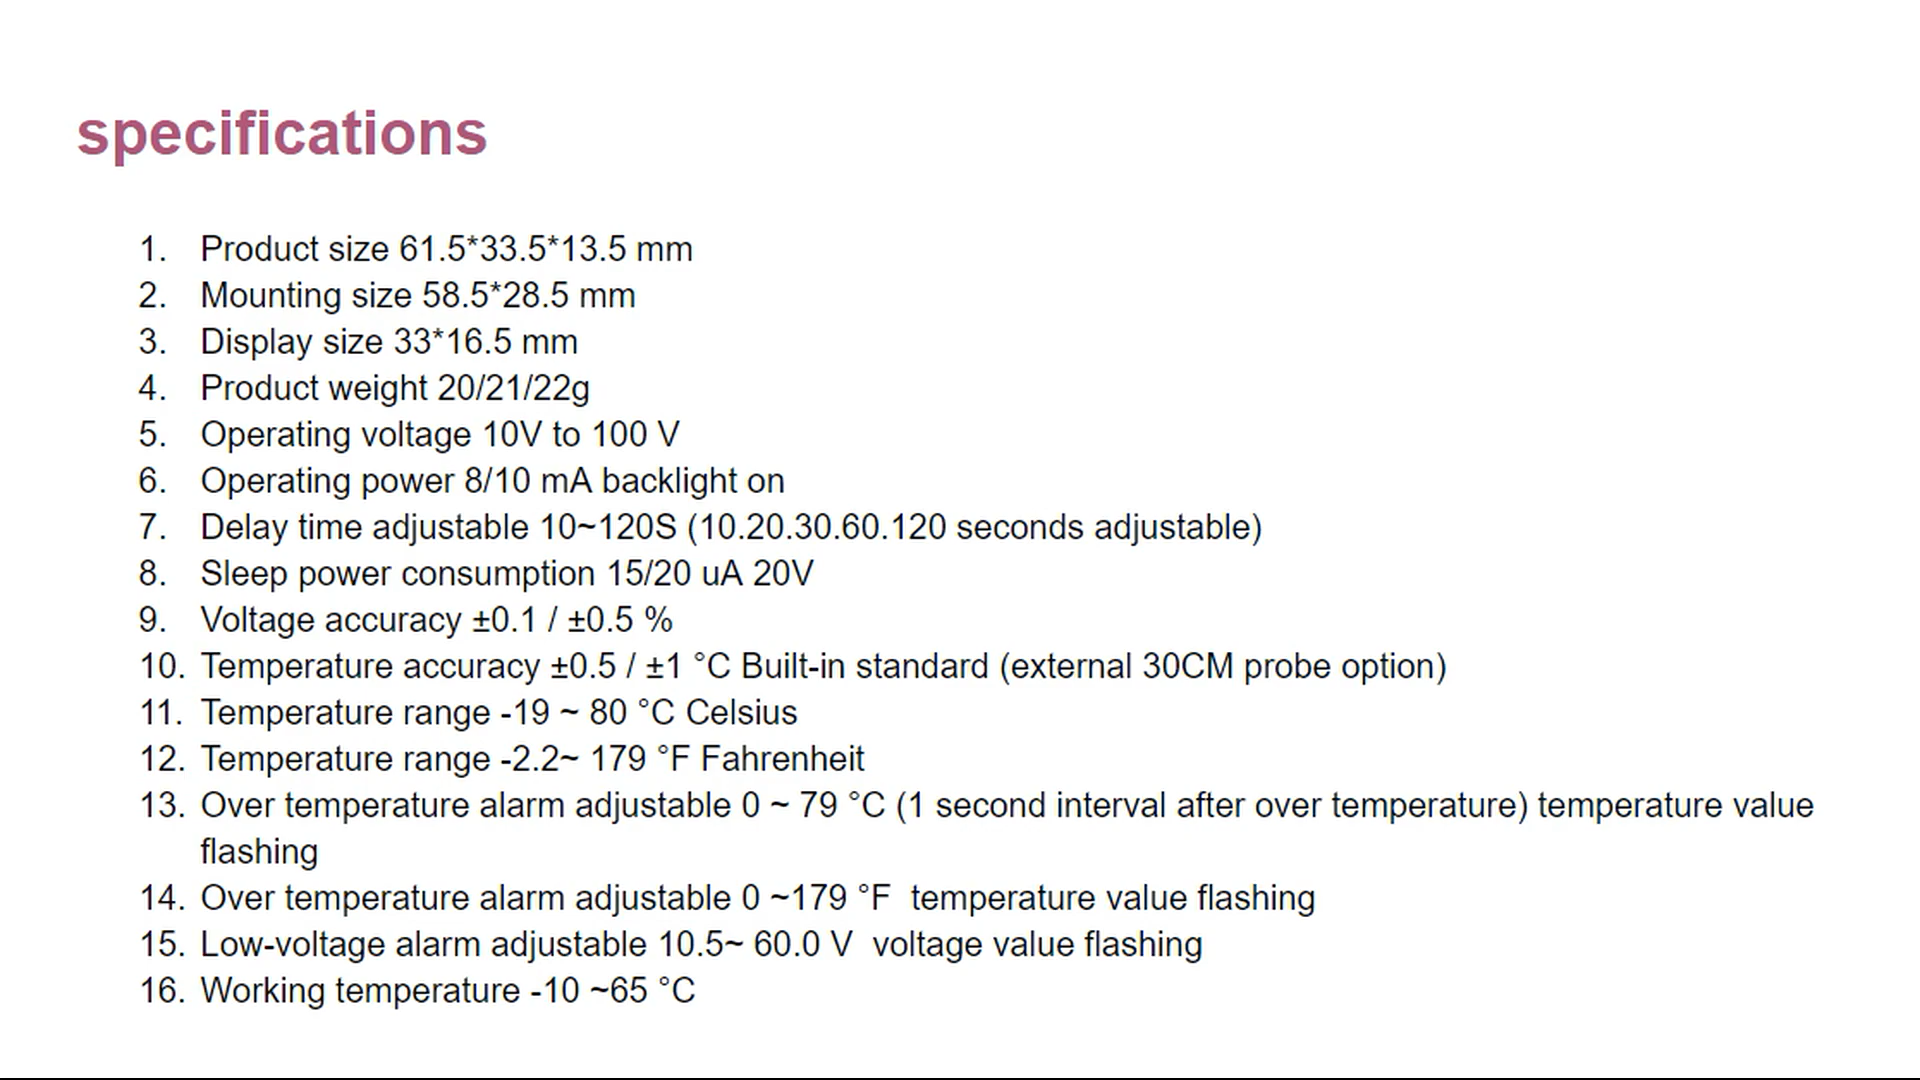 specifications
1. Product size 61.5*33.5*13.5 mm
2. Mounting size 58.5*28.5 mm
3. Display size 33*16.5 mm
4. Product weight 20/21/22g
5. Operating voltage 10V to 100 V
6. Operating power 8/10 mA backlight on
7. Delay time adjustable 10~120S (10.20.30.60.120 seconds adjustable)
8. Sleep power consumption 15/20 uA 20V
9. Voltage accuracy ±0.1 / ±0.5 %
10. Temperature accuracy ±0.5 / ±1 °C Built-in standard (external 30CM probe option)
11. Temperature range -19 ~ 80 °C Celsius
12. Temperature range -2.2~ 179 °F Fahrenheit
13. Over temperature alarm adjustable 0 ~ 79 °C (1 second interval after over temperature) temperature value
flashing
14. Over temperature alarm adjustable 0 ~179 °F  temperature value flashing
15. Low-voltage alarm adjustable 10.5~ 60.0 V  voltage value flashing
16. Working temperature -10 ~65 °C